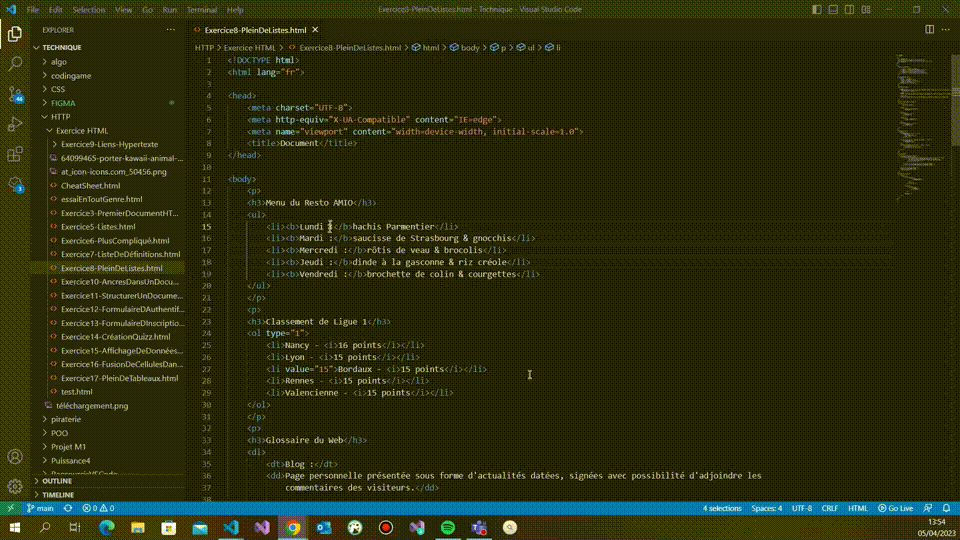 File Edit Selection View Go Run Terminal Help
Exercice8-PleinDeListes.html - Technique - Visual Studio Code
EXPLORER
TECHNIQUE
algo
codingame
CSS
FIGMA
HTTP
Exercice HTML
Exercice9-Liens-Hypertexte
64099465-porter-kawaii-animal-...
at_icon-icons.com_50456.png
CheatSheet.html
essaiEnToutGenre.html
Exercice3-PremierDocumentHT...
Exercice5-Listes.html
Exercice6-PlusCompliqué.html
Exercice7-ListeDeDéfinitions.html
Exercice8-PleinDeListes.html
Exercice10-AncresDansUnDocu...
Exercice11-StructurerUnDocume...
Exercice12-FormulaireDAuthentif...
Exercice13-FormulaireDInscriptio...
Exercice14-CréationQuizz.html
Exercice15-AffichageDeDonnées...
Exercice16-FusionDeCellulesDan...
Exercice17-PleinDeTableaux.html
test.html
téléchargement.png
piraterie
POO
Projet M1
Puissance4
OUTLINE
TIMELINE
46
3
Exercice8-PleinDeListes.html
HTTP > Exercice HTML > Exercice8-PleinDeListes.html > html > body > p > ul > li
1 <!DOCTYPE html>
2 <html lang="fr">
3
4 <head>
5 <meta charset="UTF-8">
6 <meta http-equiv="X-UA-Compatible" content="IE=edge">
7 <meta name="viewport" content="width=device-width, initial-scale=1.0">
8 <title>Document</title>
9 </head>
10
11 <body>
12 <p>
13 <h3>Menu du Resto AMIO</h3>
14 <ul>
15 <li><b>Lundi :</b>hachis Parmentier</li>
16 <li><b>Mardi :</b>saucisse de Strasbourg & gnocchis</li>
17 <li><b>Mercredi :</b>rôtis de veau & brocolis</li>
18 <li><b>Jeudi :</b>dinde à la gasconne & riz créole</li>
19 <li><b>Vendredi :</b>brochette de colin & courgettes</li>
20 </ul>
21 </p>
22 <p>
23 <h3>Classement de Ligue 1</h3>
24 <ol type="1">
25 <li>Nancy - <i>16 points</i></li>
26 <li>Lyon - <i>15 points</i></li>
27 <li value="15">Bordaux - <i>15 points</i></li>
28 <li>Rennes - <i>15 points</i></li>
29 <li>Valencienne - <i>15 points</i></li>
30 </ol>
31 </p>
32 <p>
33 <h3>Glossaire du Web</h3>
34 <dl>
35 <dt>Blog :</dt>
36 <dd>Page personnelle présentée sous forme d'actualités datées, signées avec possibilité d'adjoindre les
37 commentaires des visiteurs.</dd>
38
main 0 0
4 selections Spaces: 4 UTF-8 CRLF HTML Go Live
13:54
05/04/2023